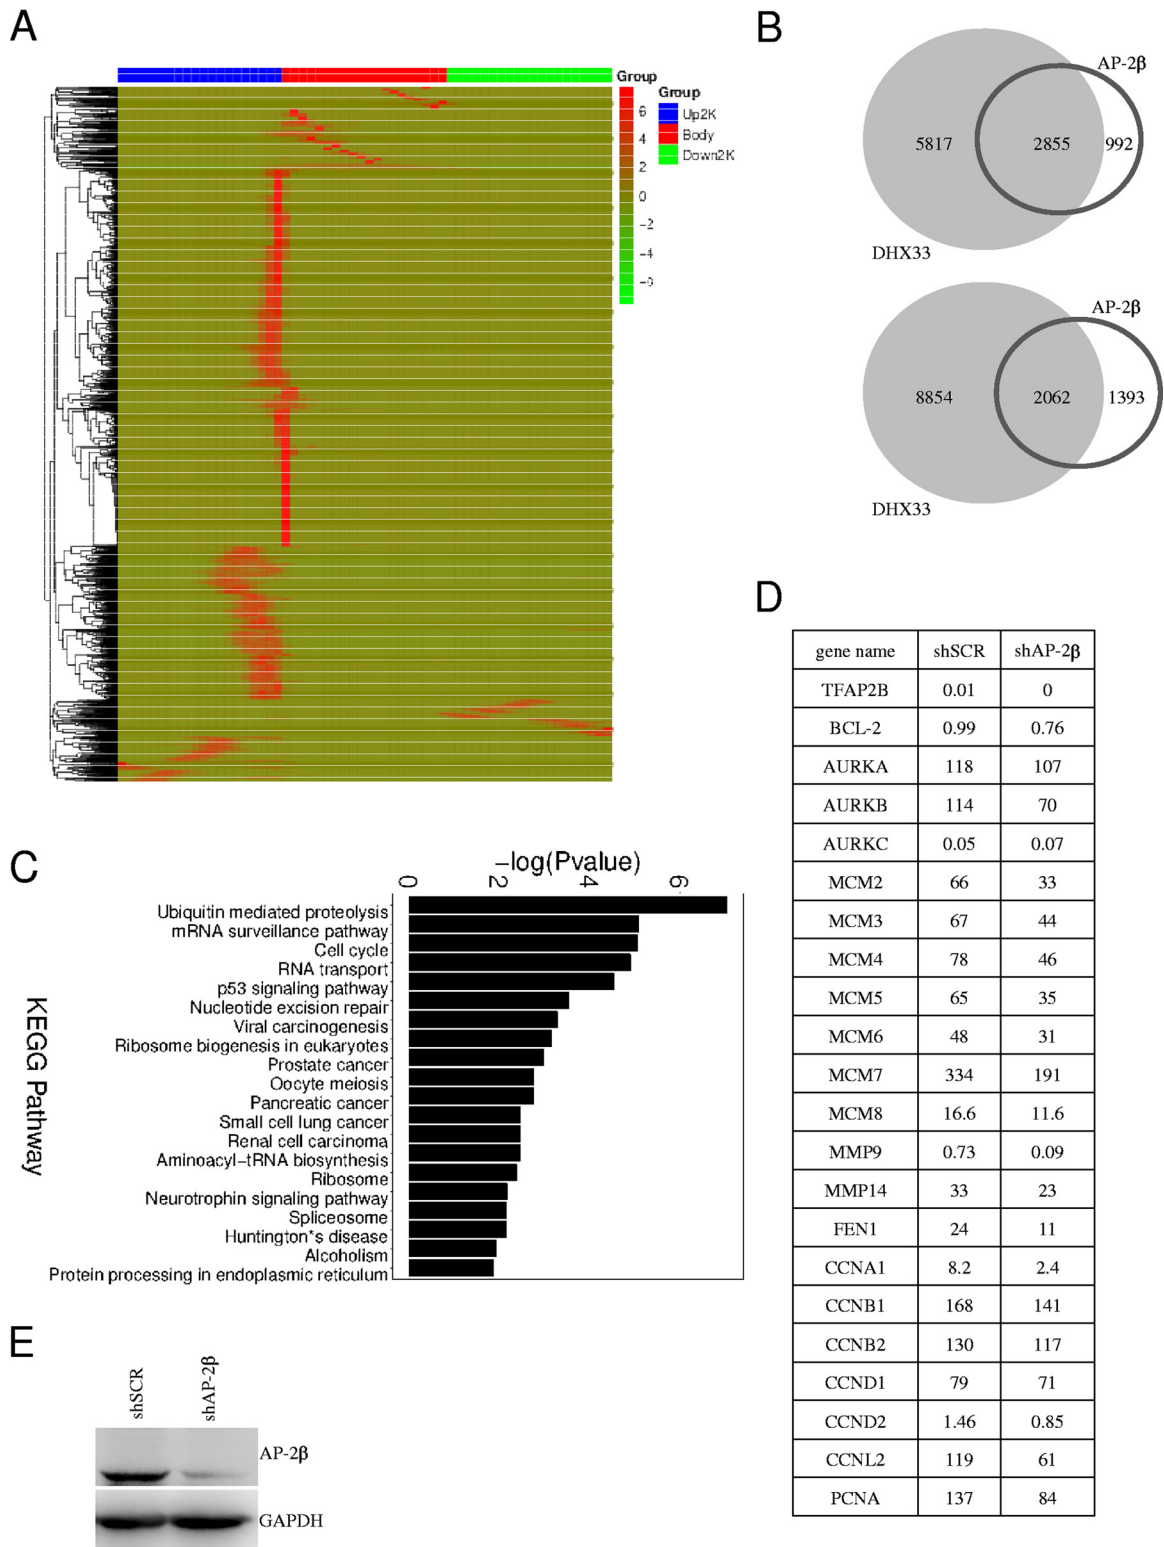 A
Group
6
4
2
0
−2
−4
Group
Up2K
Body
Down2K
B
AP-2β
5817
2855
992
DHX33
AP-2β
8854
2062
1393
DHX33
C
−log(Pvalue)
0
2
4
6
KEGG Pathway
Ubiquitin mediated proteolysis
mRNA surveillance pathway
Cell cycle
RNA transport
p53 signaling pathway
Nucleotide excision repair
Viral carcinogenesis
Ribosome biogenesis in eukaryotes
Prostate cancer
Oocyte meiosis
Pancreatic cancer
Small cell lung cancer
Renal cell carcinoma
Aminoacyl−tRNA biosynthesis
Ribosome
Neurotrophin signaling pathway
Spliceosome
Huntington*s disease
Alcoholism
Protein processing in endoplasmic reticulum
D
gene name shSCR shAP-2β
TFAP2B 0.01 0
BCL-2 0.99 0.76
AURKA 118 107
AURKB 114 70
AURKC 0.05 0.07
MCM2 66 33
MCM3 67 44
MCM4 78 46
MCM5 65 35
MCM6 48 31
MCM7 334 191
MCM8 16.6 11.6
MMP9 0.73 0.09
MMP14 33 23
FEN1 24 11
CCNA1 8.2 2.4
CCNB1 168 141
CCNB2 130 117
CCND1 79 71
CCND2 1.46 0.85
CCNL2 119 61
PCNA 137 84
E
shSCR
shAP-2β
AP-2β
GAPDH